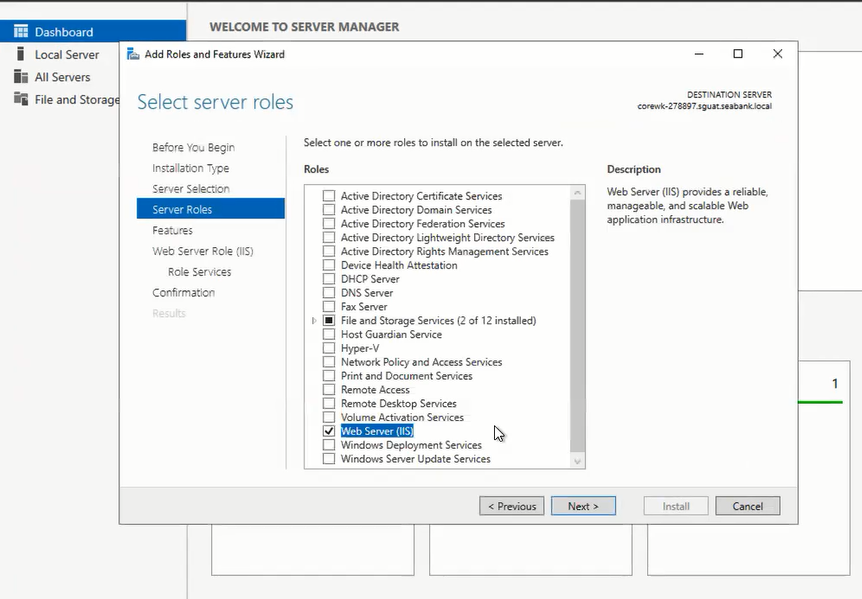 Dashboard
WELCOME TO SERVER MANAGER
Local Server
All Servers
File and Storage
Add Roles and Features Wizard
Select server roles
DESTINATION SERVER
corewk-278897.sguat.seabank.local
Before You Begin
Installation Type
Server Selection
Server Roles
Features
Web Server Role (IIS)
Role Services
Confirmation
Results
Select one or more roles to install on the selected server.
Roles
Active Directory Certificate Services
Active Directory Domain Services
Active Directory Federation Services
Active Directory Lightweight Directory Services
Active Directory Rights Management Services
Device Health Attestation
DHCP Server
DNS Server
Fax Server
File and Storage Services (2 of 12 installed)
Host Guardian Service
Hyper-V
Network Policy and Access Services
Print and Document Services
Remote Access
Remote Desktop Services
Volume Activation Services
Web Server (IIS)
Windows Deployment Services
Windows Server Update Services
Description
Web Server (IIS) provides a reliable,
manageable, and scalable Web
application infrastructure.
1
< Previous
Next >
Install
Cancel